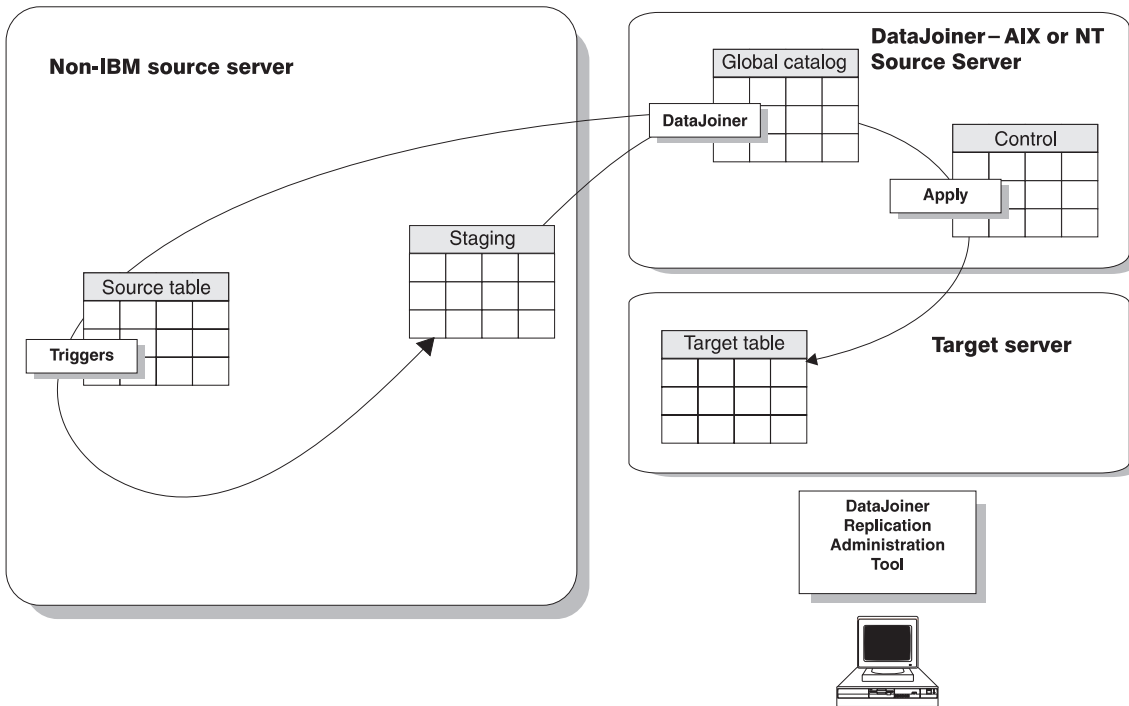 Non-IBM source server
Source table
Triggers
Staging
DataJoiner – AIX or NT
Source Server
Global catalog
DataJoiner
Control
Apply
Target server
Target table
DataJoiner
Replication
Administration
Tool